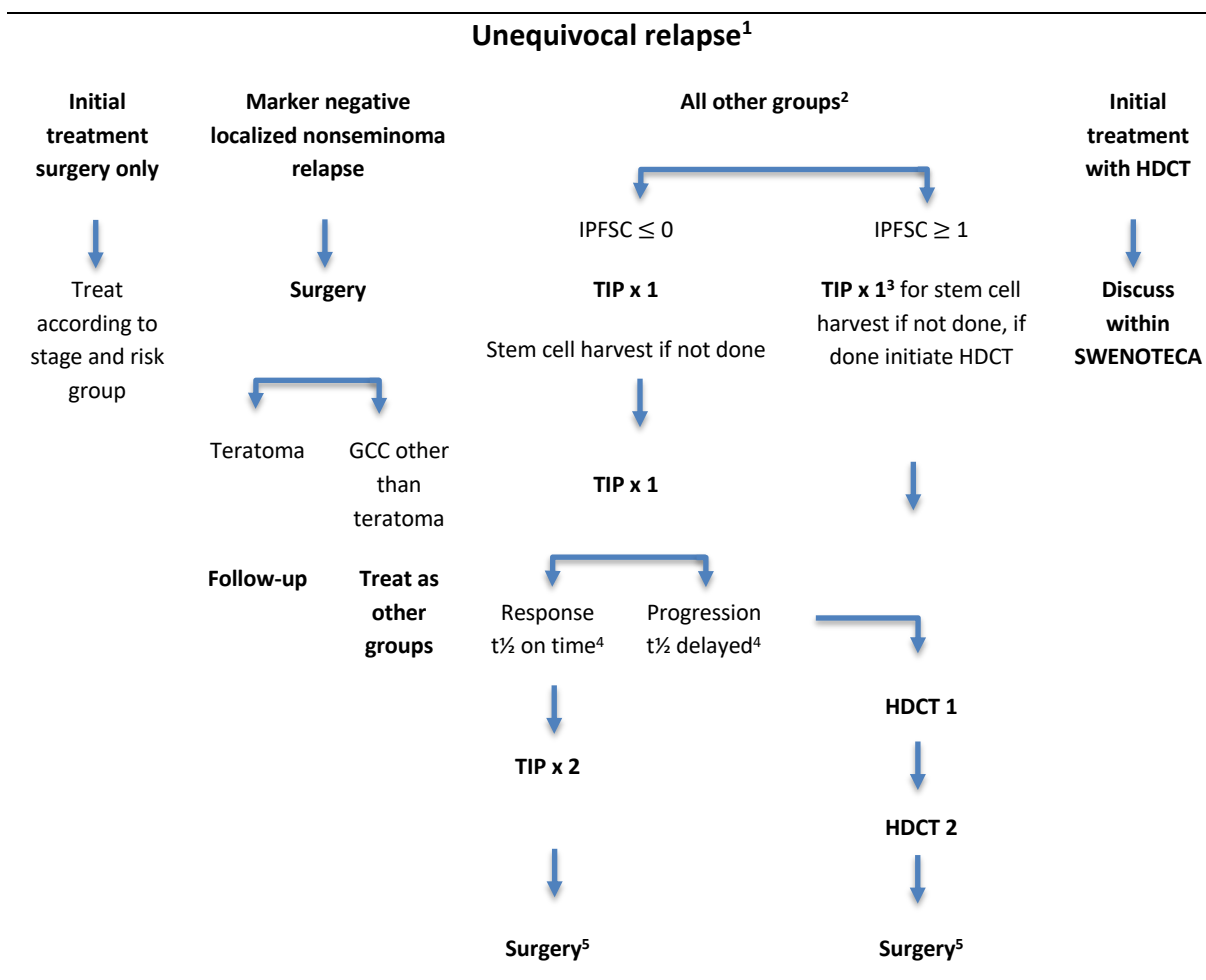 Unequivocal relapse¹
Initial
treatment
surgery only
Marker negative
localized nonseminoma
relapse
All other groups²
Initial
treatment
with HDCT
IPFSC ≤ 0
IPFSC ≥ 1
Treat
according to
stage and risk
group
Surgery
TIP x 1
Stem cell harvest if not done
TIP x 1³ for stem cell
harvest if not done, if
done initiate HDCT
Discuss
within
SWENOTECA
Teratoma
GCC other
than
teratoma
TIP x 1
Follow-up
Treat as
other
groups
Response
t½ on time⁴
Progression
t½ delayed⁴
HDCT 1
TIP x 2
HDCT 2
Surgery⁵
Surgery⁵